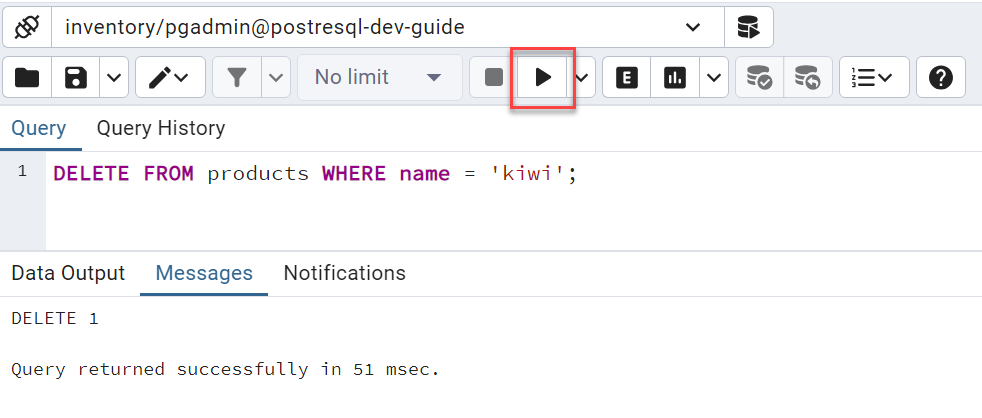 inventory/pgadmin@postresql-dev-guide
No limit
E
Query Query History
1 DELETE FROM products WHERE name = 'kiwi';
Data Output Messages Notifications
DELETE 1
Query returned successfully in 51 msec.